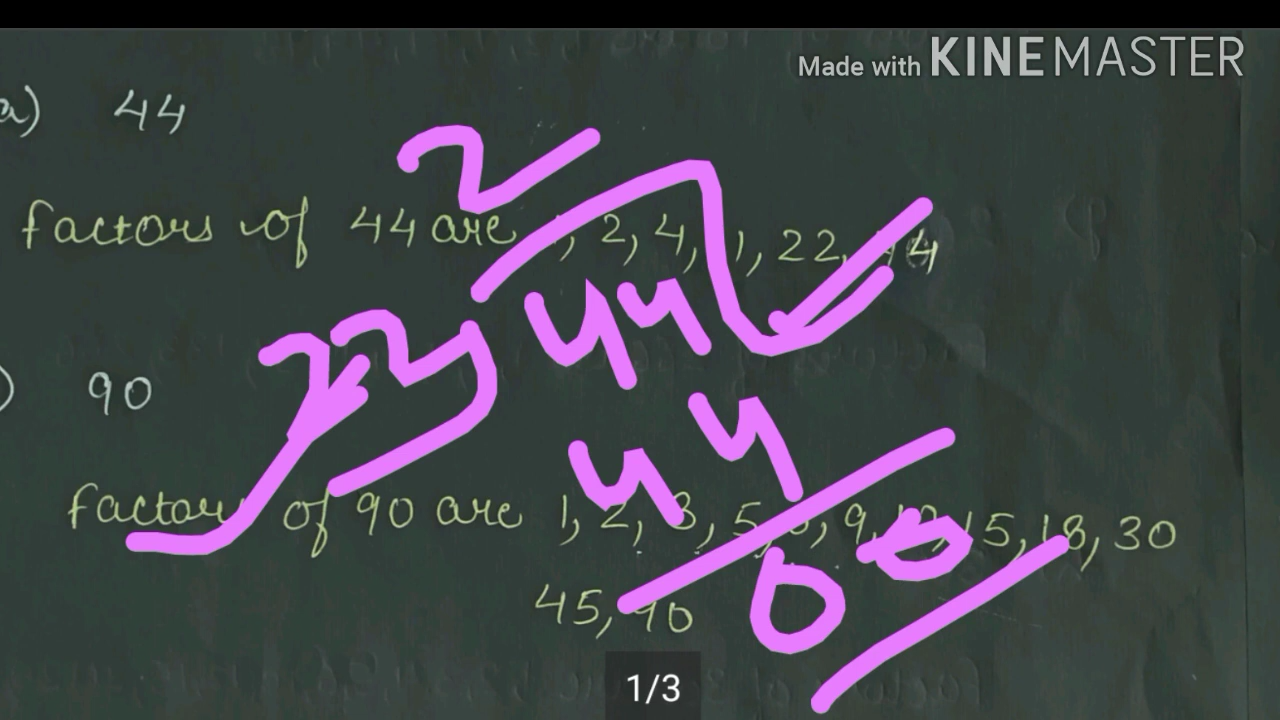 Made with KINEMASTER
a) 44
2
factors of 44 are 1, 2, 4, 11, 22, 44
22) 44
) 90
44
factors of 90 are 1, 2, 3, 5, 6, 9, 10, 15, 18, 30
45, 90
00
1/3